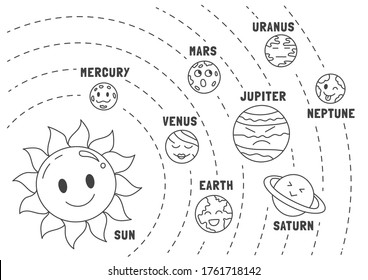 URANUS
MARS
MERCURY
JUPITER
NEPTUNE
VENUS
EARTH
SUN
SATURN
shutterstock.com · 1761718142